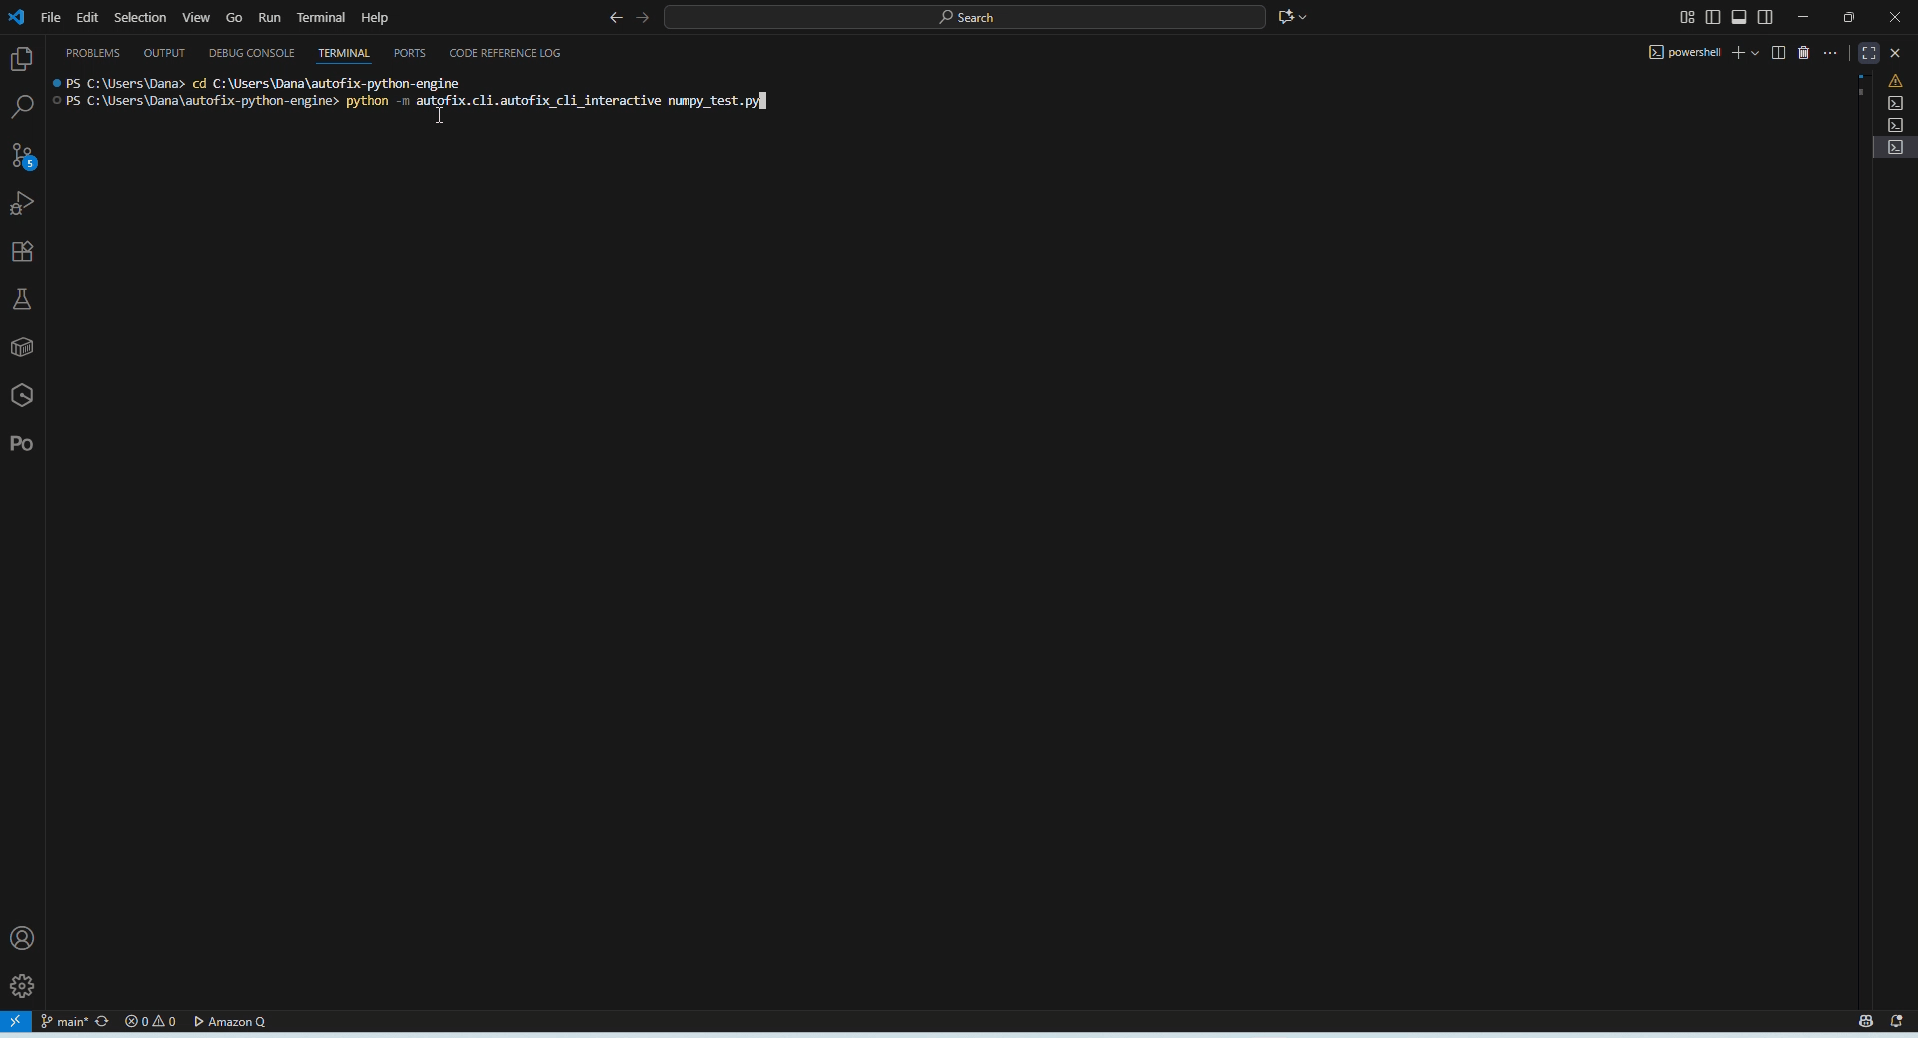 File Edit Selection View Go Run Terminal Help
Search
PROBLEMS OUTPUT DEBUG CONSOLE TERMINAL PORTS CODE REFERENCE LOG
powershell
PS C:\Users\Dana> cd C:\Users\Dana\autofix-python-engine
PS C:\Users\Dana\autofix-python-engine> python -m autofix.cli.autofix_cli_interactive numpy_test.py
5
PO
main* 0 0 Amazon Q